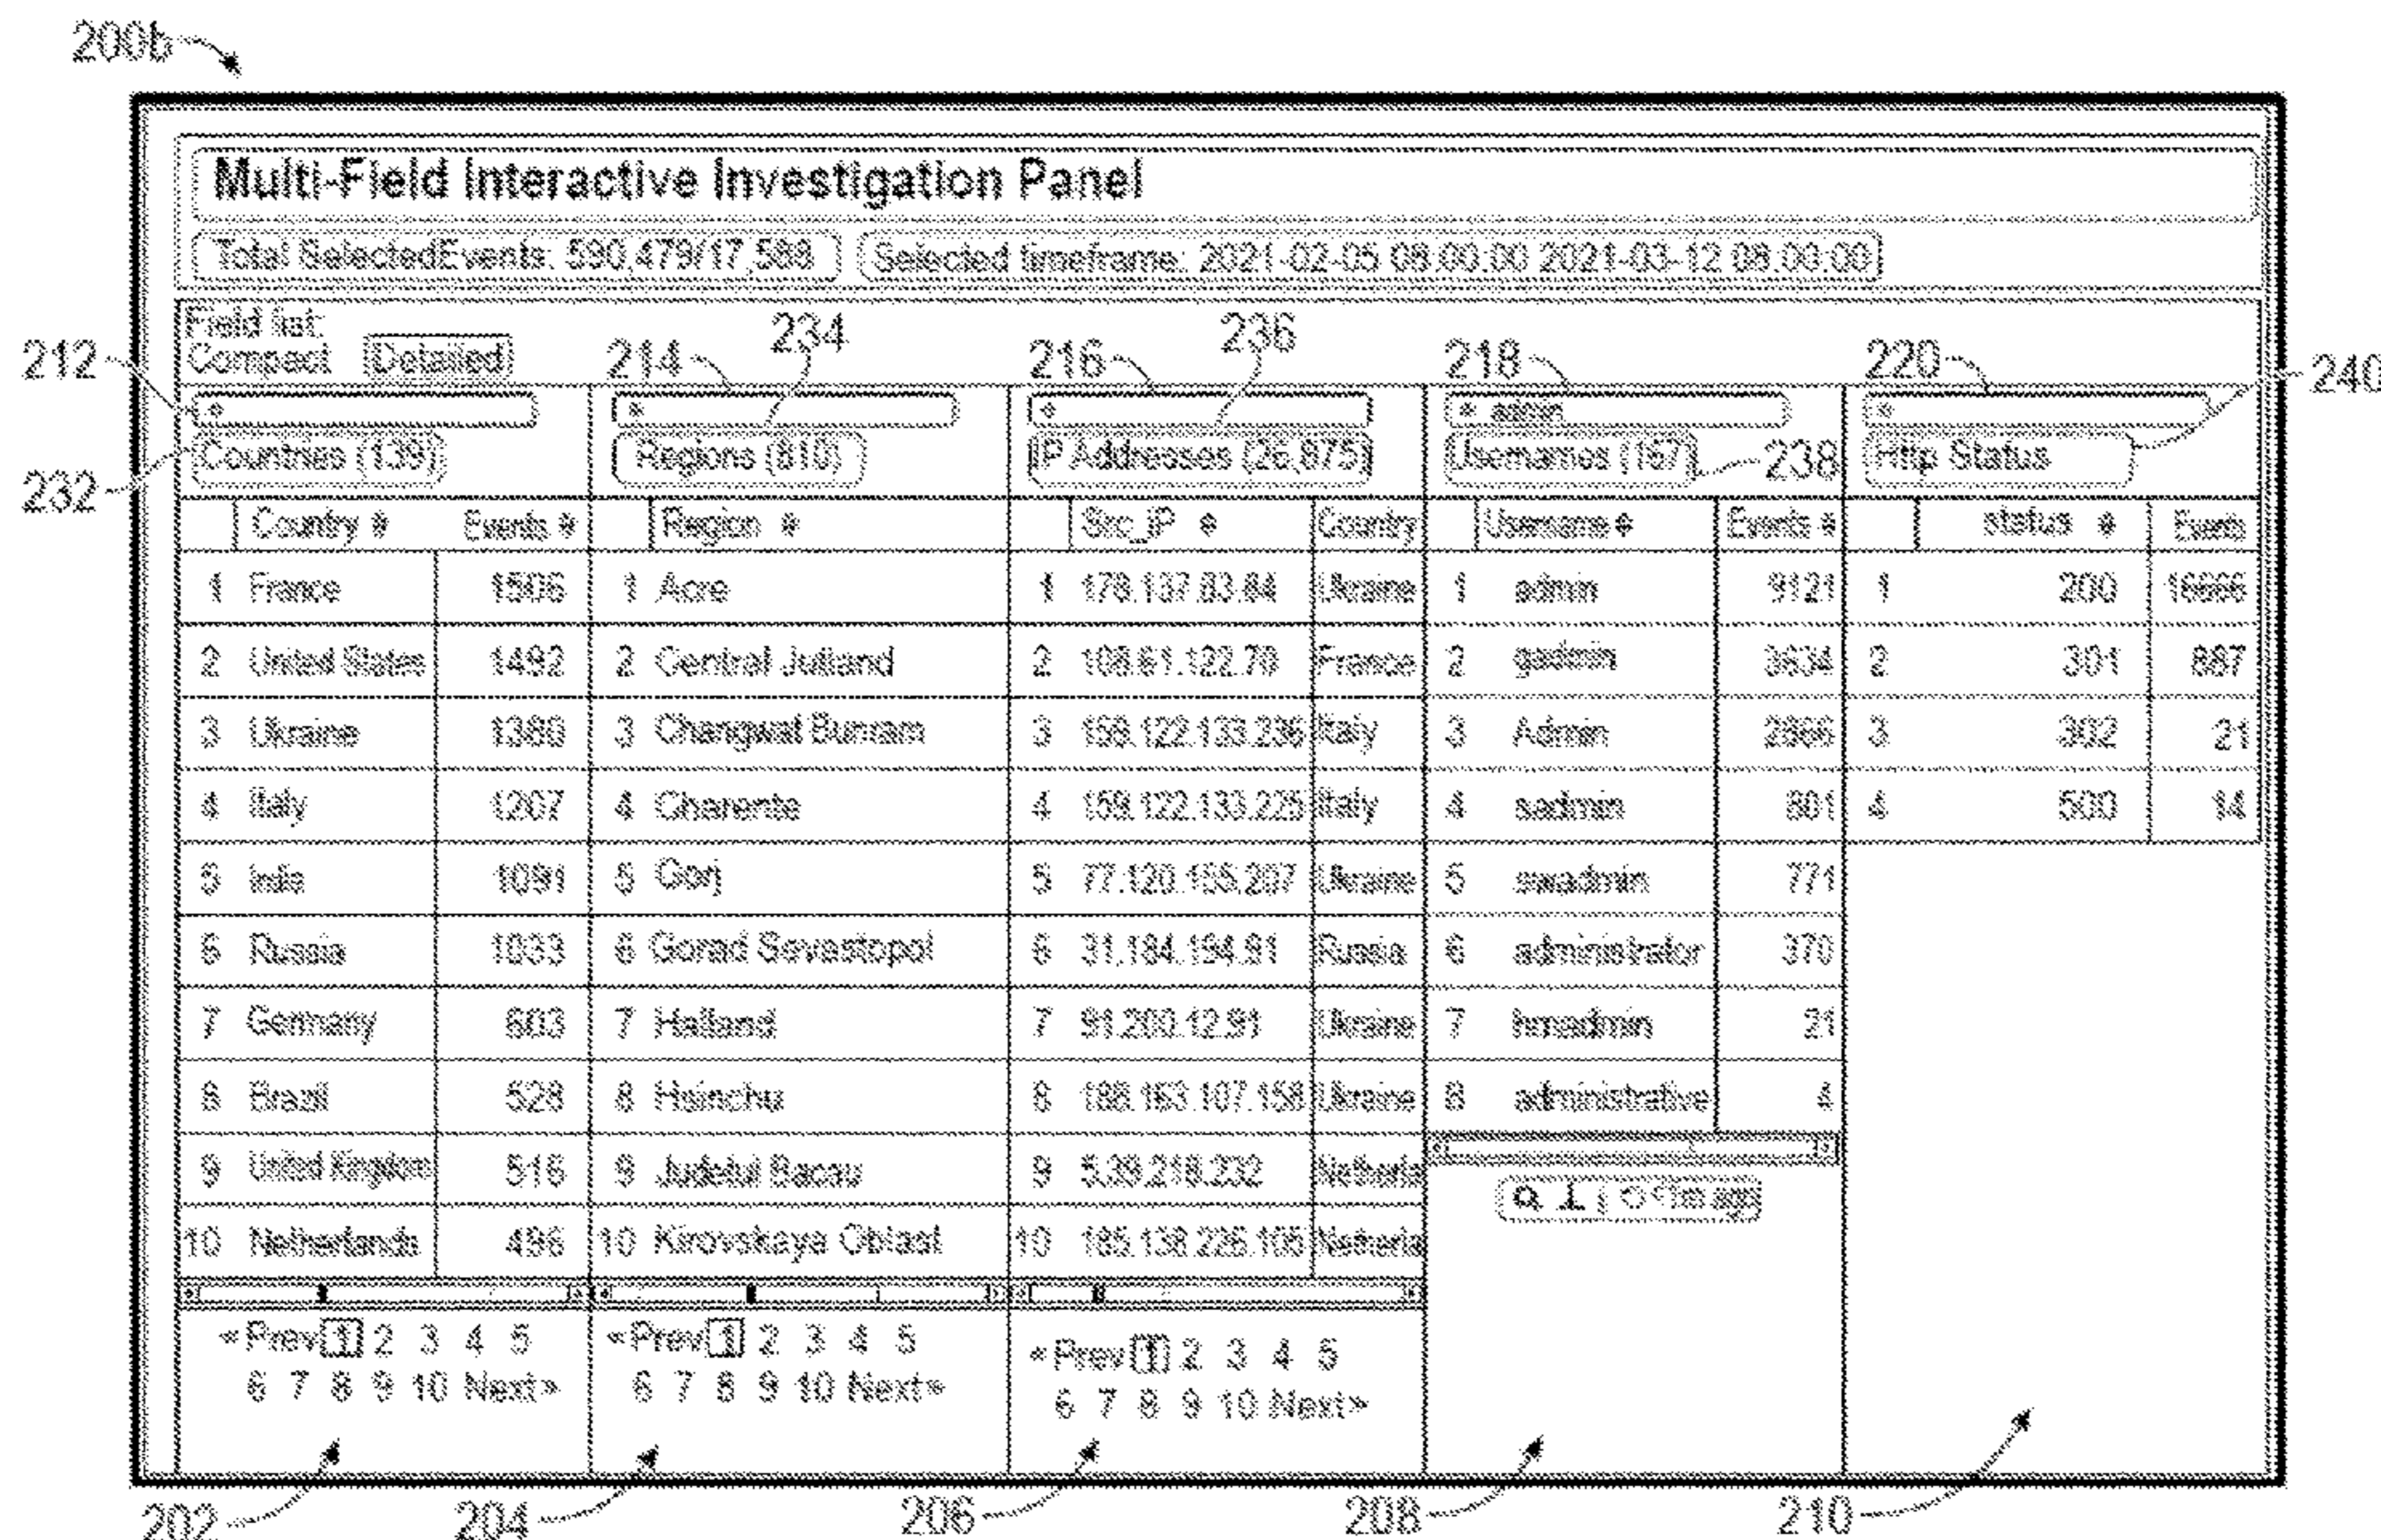 200b
Multi-Field Interactive Investigation Panel
Total SelectedEvents: 590,479/17,588 Selected timeframe: 2021-02-05 08:00:00 2021-03-12 08:00:00
Field list:
Compact Detailed
212 214 234 216 236 218 220 240
* * * * admin *
Countries (139) Regions (810) IP Addresses (26,875) Usernames (167) Http Status
232 238
Country Events Region Src_IP Country Username Events status Events
1 France 1506 1 Acre 1 178.137.83.84 Ukraine 1 admin 9121 1 200 16666
2 United States 1492 2 Central Jutland 2 108.61.122.70 France 2 gadmin 3634 2 301 887
3 Ukraine 1380 3 Changwat Bumram 3 159.122.133.236 Italy 3 Admin 2866 3 302 21
4 Italy 1207 4 Charente 4 159.122.133.225 Italy 4 sadmin 801 4 500 14
5 India 1091 5 Gorj 5 77.120.155.207 Ukraine 5 swadmin 771
6 Russia 1033 6 Gorad Sevastopol 6 31.184.194.91 Russia 6 administrator 370
7 Germany 603 7 Halland 7 91.200.12.91 Ukraine 7 hmadmin 21
8 Brazil 528 8 Hsinchu 8 188.163.107.158 Ukraine 8 administrative 4
9 United Kingdom 516 9 Judetul Bacau 9 5.39.218.232 Netherla
10 Netherlands 496 10 Kirovskaya Oblast 10 185.138.226.105 Netherla
«Prev 1 2 3 4 5 «Prev 1 2 3 4 5 «Prev 1 2 3 4 5
6 7 8 9 10 Next» 6 7 8 9 10 Next» 6 7 8 9 10 Next»
202 204 206 208 210